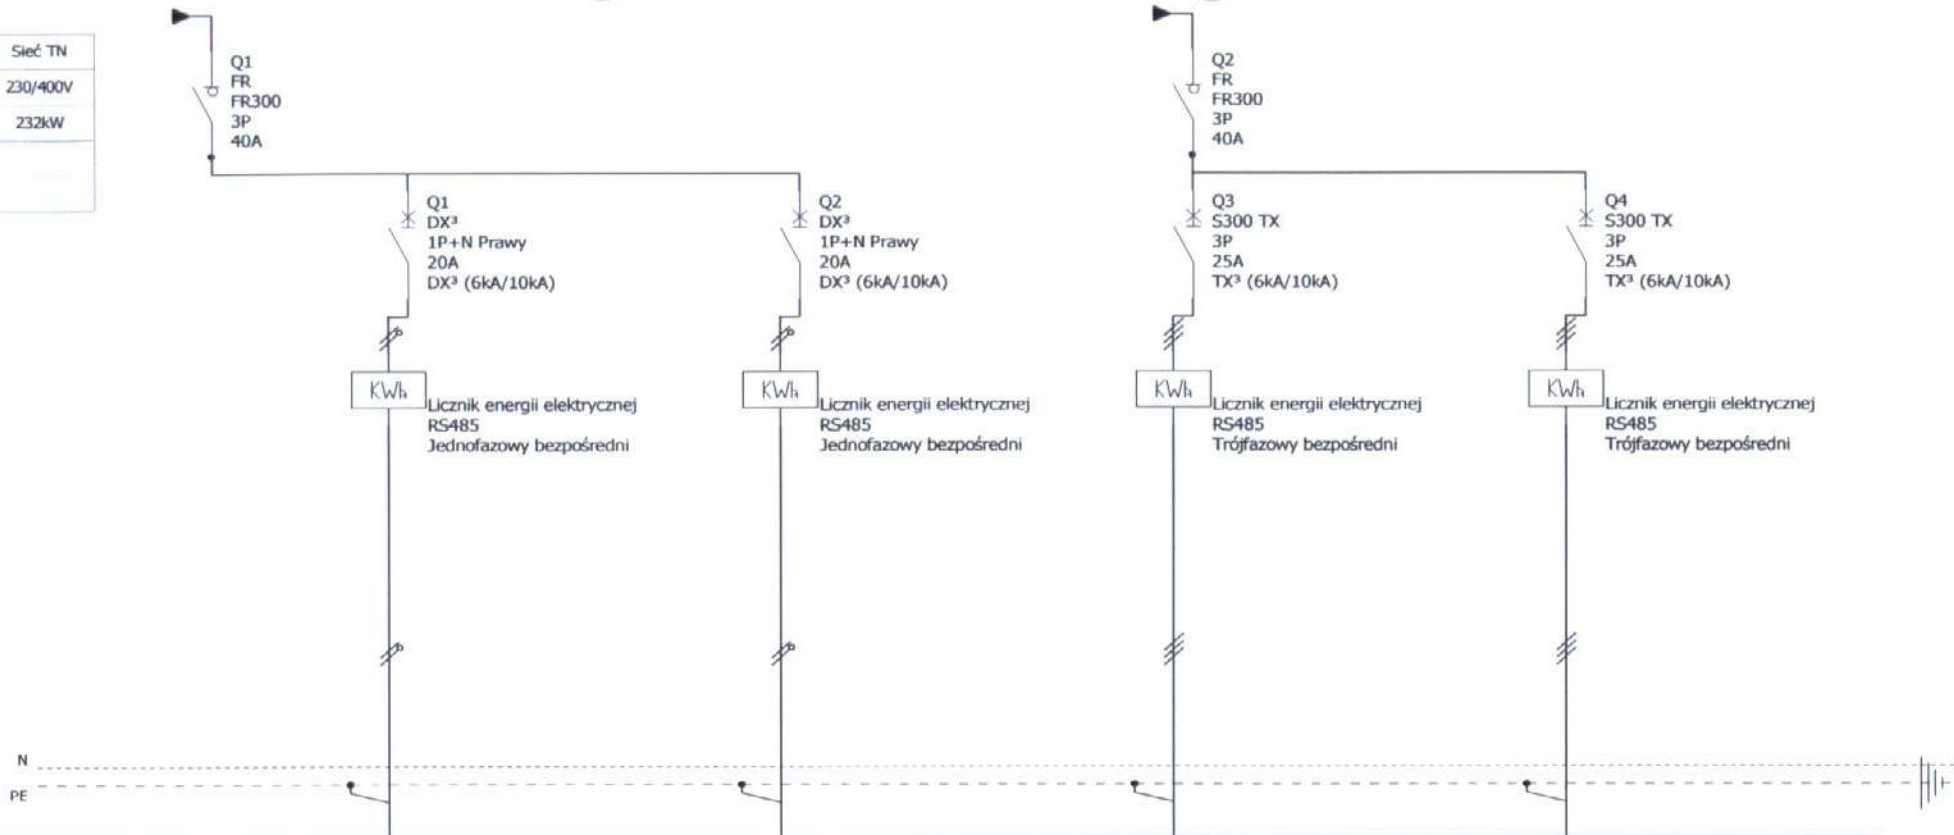 Sieć TN
230/400V
232kW
Q1
FR
FR300
3P
40A
Q2
FR
FR300
3P
40A
Q1
DX³
1P+N Prawy
20A
DX³ (6kA/10kA)
Q2
DX³
1P+N Prawy
20A
DX³ (6kA/10kA)
Q3
S300 TX
3P
25A
TX³ (6kA/10kA)
Q4
S300 TX
3P
25A
TX³ (6kA/10kA)
KWh
Licznik energii elektrycznej
RS485
Jednofazowy bezpośredni
KWh
Licznik energii elektrycznej
RS485
Jednofazowy bezpośredni
KWh
Licznik energii elektrycznej
RS485
Trójfazowy bezpośredni
KWh
Licznik energii elektrycznej
RS485
Trójfazowy bezpośredni
N
PE